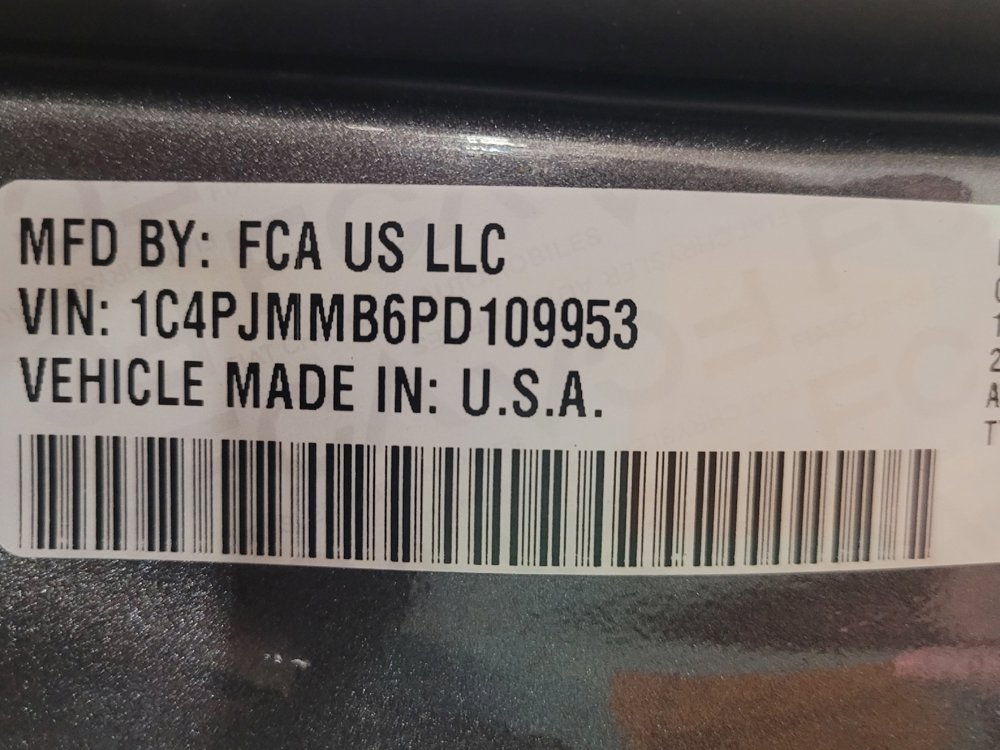 MFD BY: FCA US LLC
VIN: 1C4PJMMB6PD109953
VEHICLE MADE IN: U.S.A.